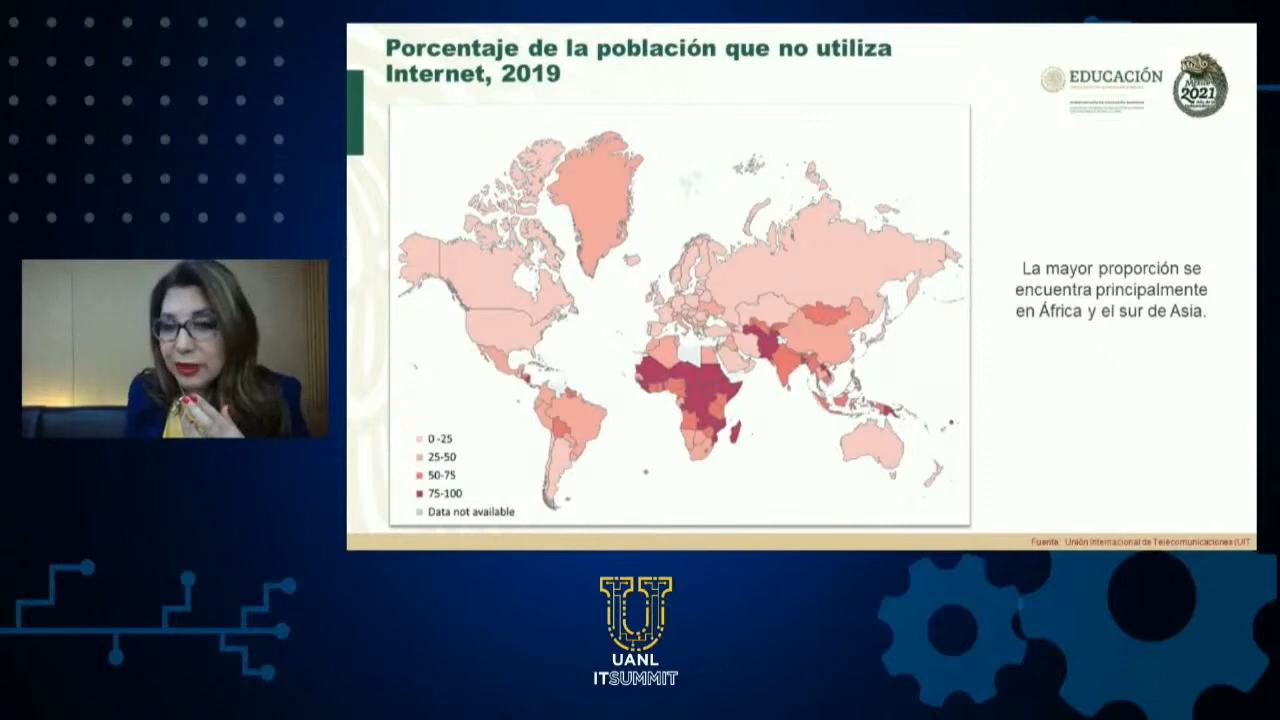 Porcentaje de la población que no utiliza
Internet, 2019
EDUCACIÓN
México
2021
La mayor proporción se
encuentra principalmente
en África y el sur de Asia.
0-25
25-50
50-75
75-100
Data not available
Fuente: Unión Internacional de Telecomunicaciones (UIT
UANL
ITSUMMIT